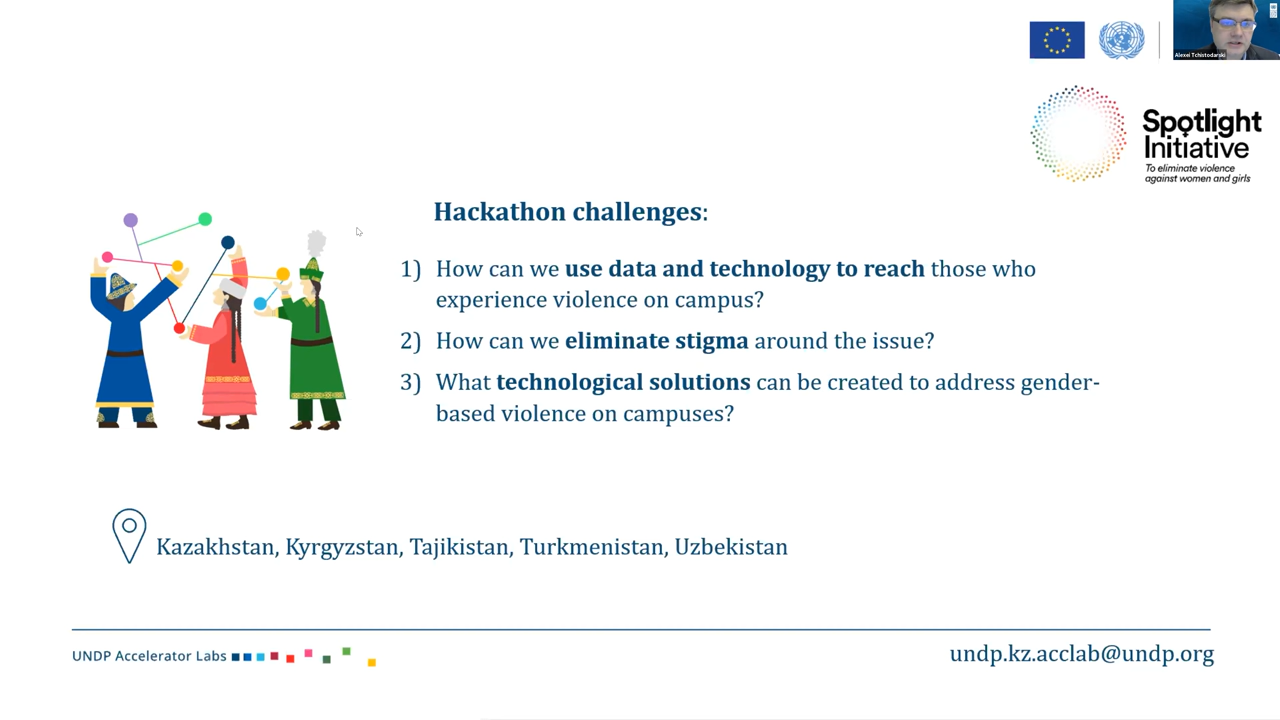 Alexei Tchistodarski
Spotlight
Initiative
To eliminate violence
against women and girls
Hackathon challenges:
1) How can we use data and technology to reach those who
experience violence on campus?
2) How can we eliminate stigma around the issue?
3) What technological solutions can be created to address gender-
based violence on campuses?
Kazakhstan, Kyrgyzstan, Tajikistan, Turkmenistan, Uzbekistan
UNDP Accelerator Labs
undp.kz.acclab@undp.org